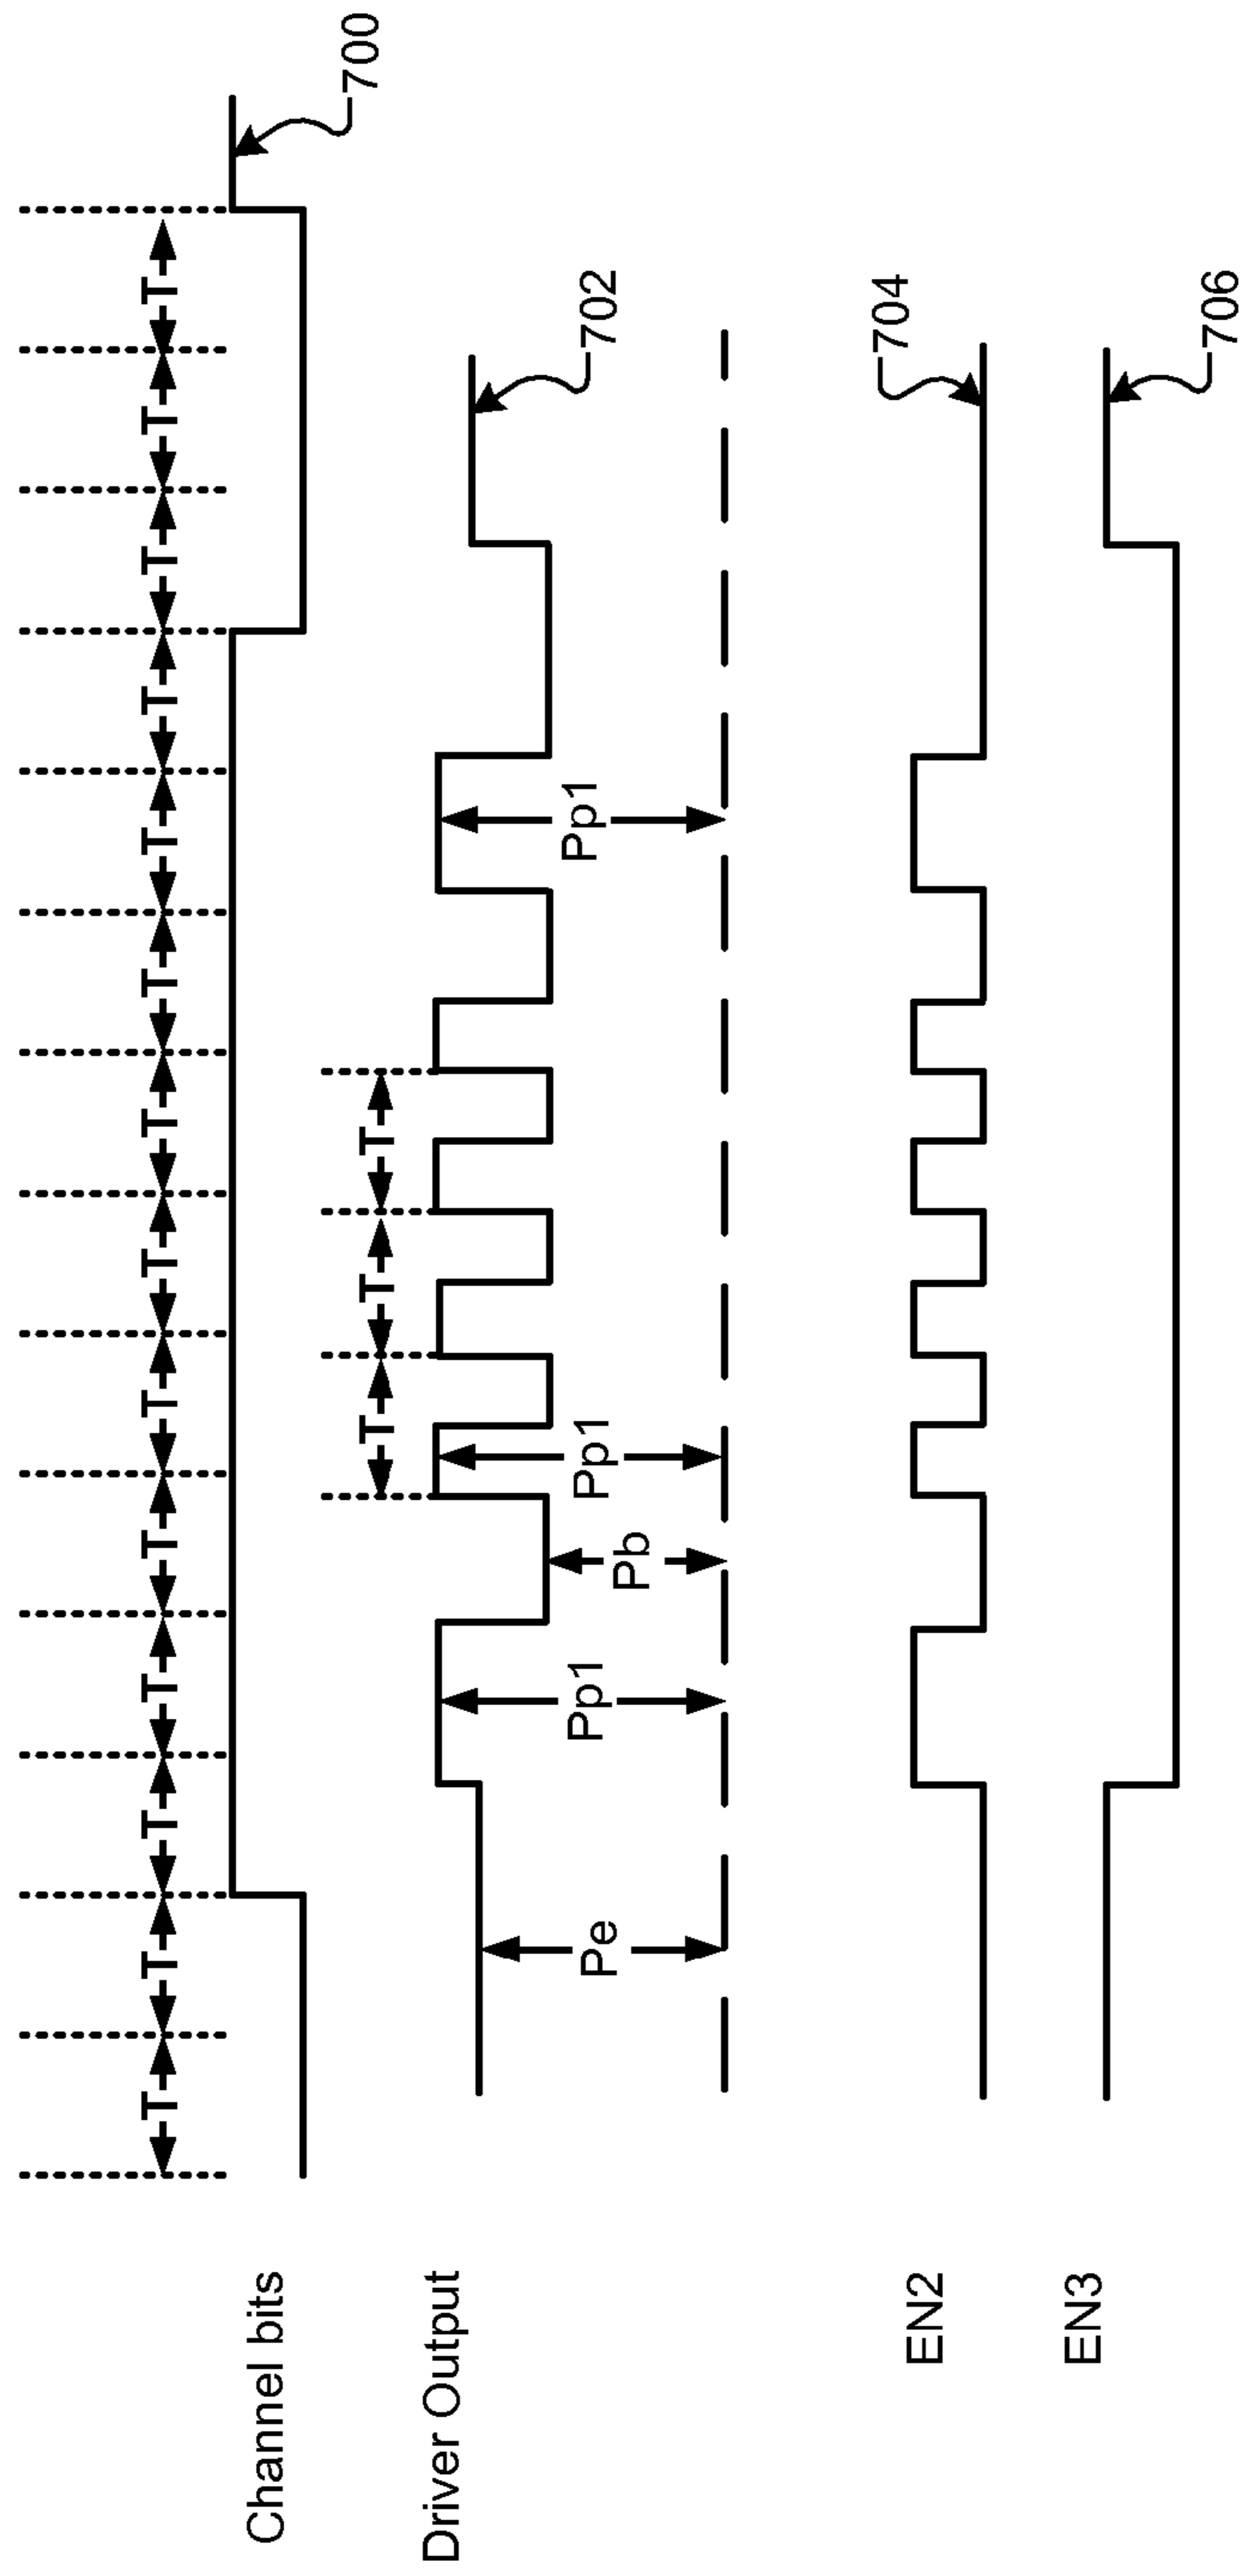 T T T T T T T T T T T T T T
Channel bits
700
T T T
Driver Output
Pe Pp1 Pb Pp1 Pp1
702
EN2
704
EN3
706